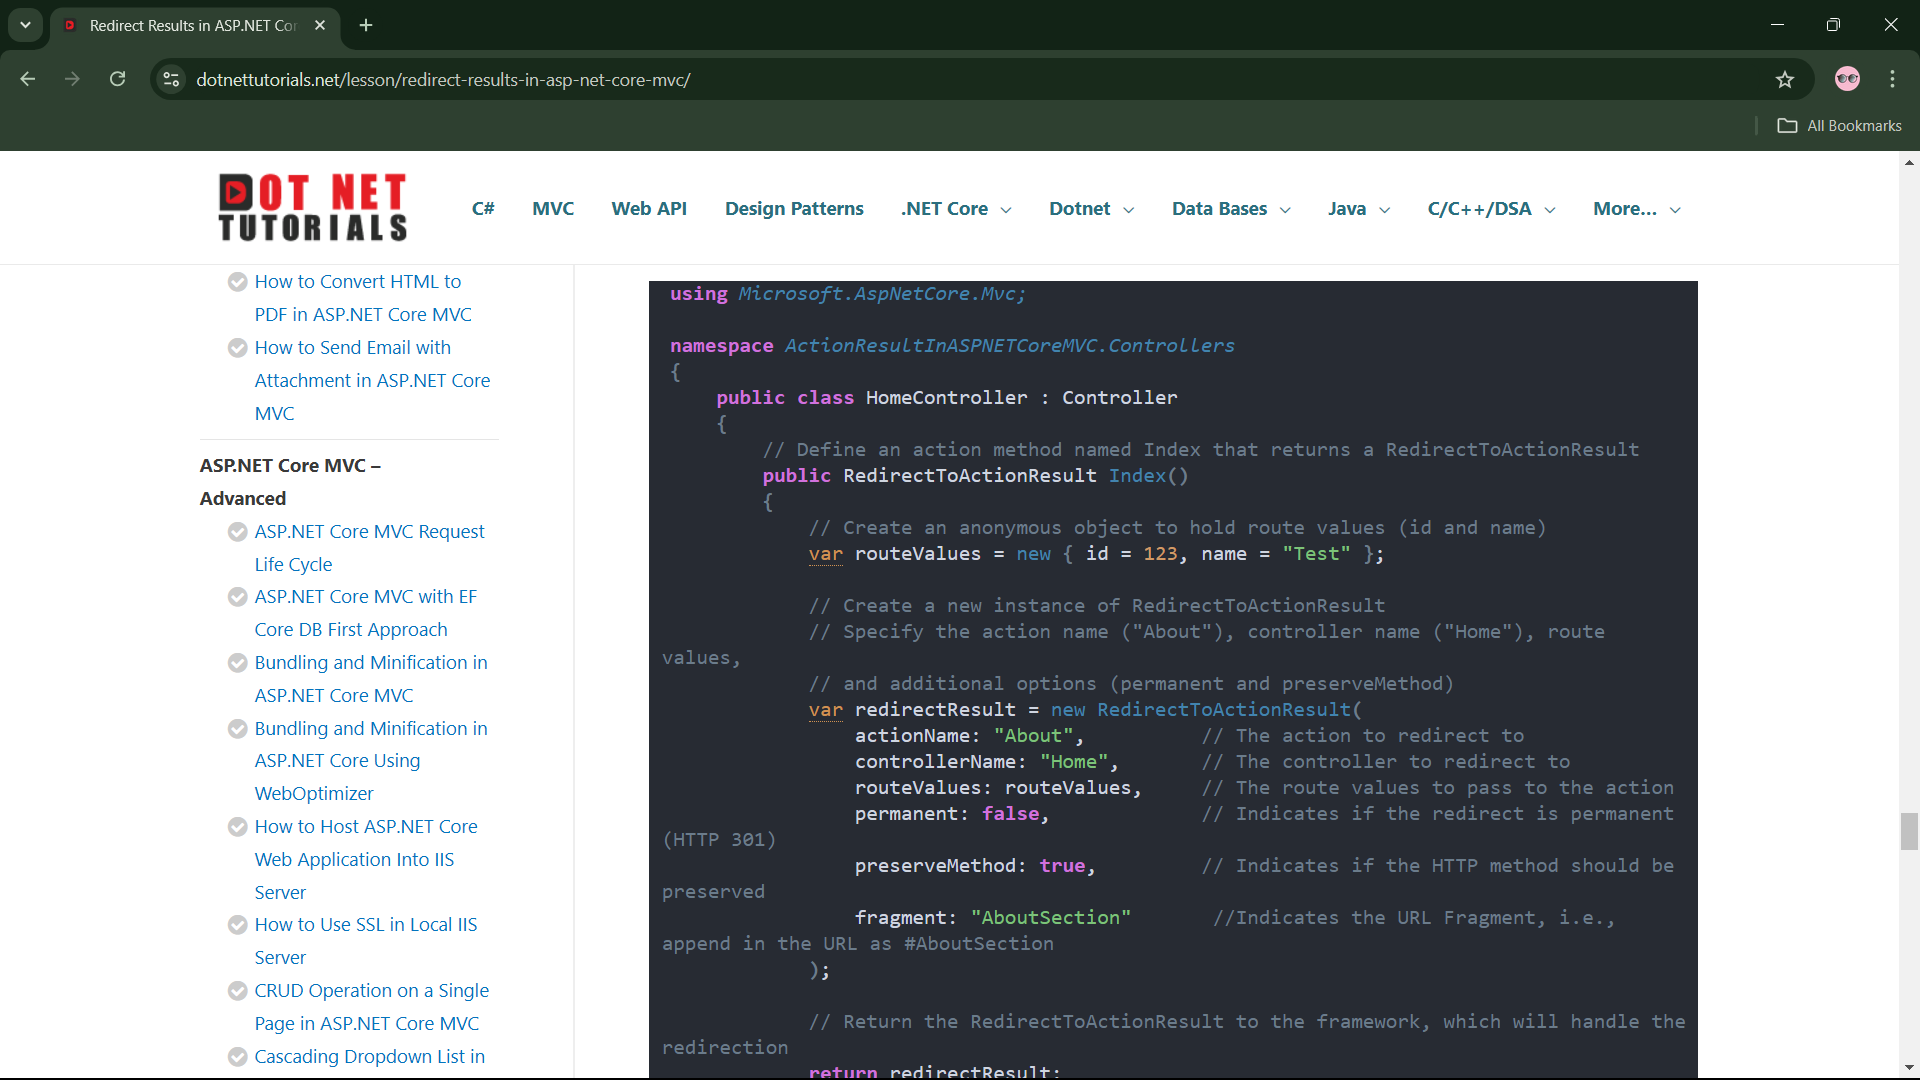 Redirect Results in ASP.NET Cor
dotnettutorials.net/lesson/redirect-results-in-asp-net-core-mvc/
All Bookmarks
DOT NET
TUTORIALS
C# MVC Web API Design Patterns .NET Core Dotnet Data Bases Java C/C++/DSA More...
How to Convert HTML to
PDF in ASP.NET Core MVC
How to Send Email with
Attachment in ASP.NET Core
MVC
ASP.NET Core MVC –
Advanced
ASP.NET Core MVC Request
Life Cycle
ASP.NET Core MVC with EF
Core DB First Approach
Bundling and Minification in
ASP.NET Core MVC
Bundling and Minification in
ASP.NET Core Using
WebOptimizer
How to Host ASP.NET Core
Web Application Into IIS
Server
How to Use SSL in Local IIS
Server
CRUD Operation on a Single
Page in ASP.NET Core MVC
Cascading Dropdown List in
using Microsoft.AspNetCore.Mvc;
namespace ActionResultInASPNETCoreMVC.Controllers
{
public class HomeController : Controller
{
// Define an action method named Index that returns a RedirectToActionResult
public RedirectToActionResult Index()
{
// Create an anonymous object to hold route values (id and name)
var routeValues = new { id = 123, name = "Test" };
// Create a new instance of RedirectToActionResult
// Specify the action name ("About"), controller name ("Home"), route
values,
// and additional options (permanent and preserveMethod)
var redirectResult = new RedirectToActionResult(
actionName: "About", // The action to redirect to
controllerName: "Home", // The controller to redirect to
routeValues: routeValues, // The route values to pass to the action
permanent: false, // Indicates if the redirect is permanent
(HTTP 301)
preserveMethod: true, // Indicates if the HTTP method should be
preserved
fragment: "AboutSection" //Indicates the URL Fragment, i.e.,
append in the URL as #AboutSection
);
// Return the RedirectToActionResult to the framework, which will handle the
redirection
return redirectResult;